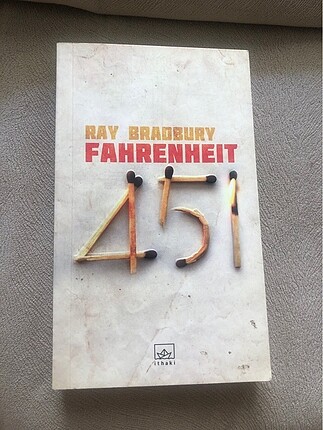 RAY BRADBURY
FAHRENHEIT
451
ithaki